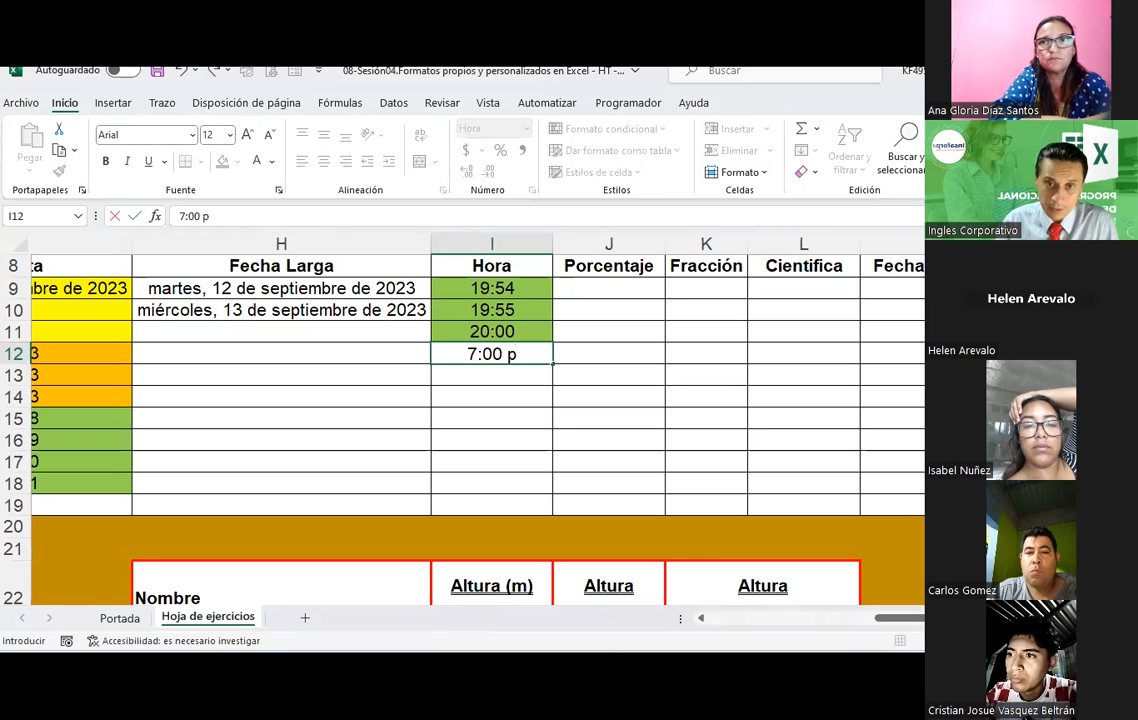 Autoguardado
08-Sesión04.Formatos propios y personalizados en Excel - HT -...
Buscar
KF49
Archivo Inicio Insertar Trazo Disposición de página Fórmulas Datos Revisar Vista Automatizar Programador Ayuda
Pegar
Arial 12
N K S
Hora
Formato condicional
Dar formato como tabla
Estilos de celda
Insertar
Eliminar
Formato
Ordenar y filtrar
Buscar y seleccionar
Portapapeles Fuente Alineación Número Estilos Celdas Edición
I12 fx 7:00 p
H I J K L
8 ta Fecha Larga Hora Porcentaje Fracción Cientifica Fecha
9 bre de 2023 martes, 12 de septiembre de 2023 19:54
10 miércoles, 13 de septiembre de 2023 19:55
11 20:00
12 3 7:00 p
13 3
14 3
15 8
16 9
17 0
18 1
19
20
21
22 Nombre Altura (m) Altura Altura
Portada Hoja de ejercicios
Introducir Accesibilidad: es necesario investigar
Ana Gloria Diaz Santos
insaforp
X
Ingles Corporativo
Helen Arevalo
Helen Arevalo
Isabel Nuñez
Carlos Gomez
Cristian Josue Vasquez Beltrán